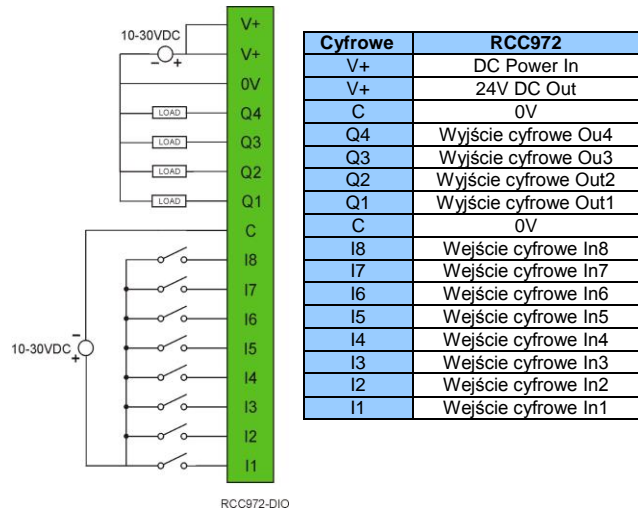 10-30VDC
V+
V+
0V
LOAD Q4
LOAD Q3
LOAD Q2
LOAD Q1
C
I8
I7
I6
I5
10-30VDC
I4
I3
I2
I1
RCC972-DIO
Cyfrowe RCC972
V+ DC Power In
V+ 24V DC Out
C 0V
Q4 Wyjście cyfrowe Ou4
Q3 Wyjście cyfrowe Ou3
Q2 Wyjście cyfrowe Out2
Q1 Wyjście cyfrowe Out1
C 0V
I8 Wejście cyfrowe In8
I7 Wejście cyfrowe In7
I6 Wejście cyfrowe In6
I5 Wejście cyfrowe In5
I4 Wejście cyfrowe In4
I3 Wejście cyfrowe In3
I2 Wejście cyfrowe In2
I1 Wejście cyfrowe In1